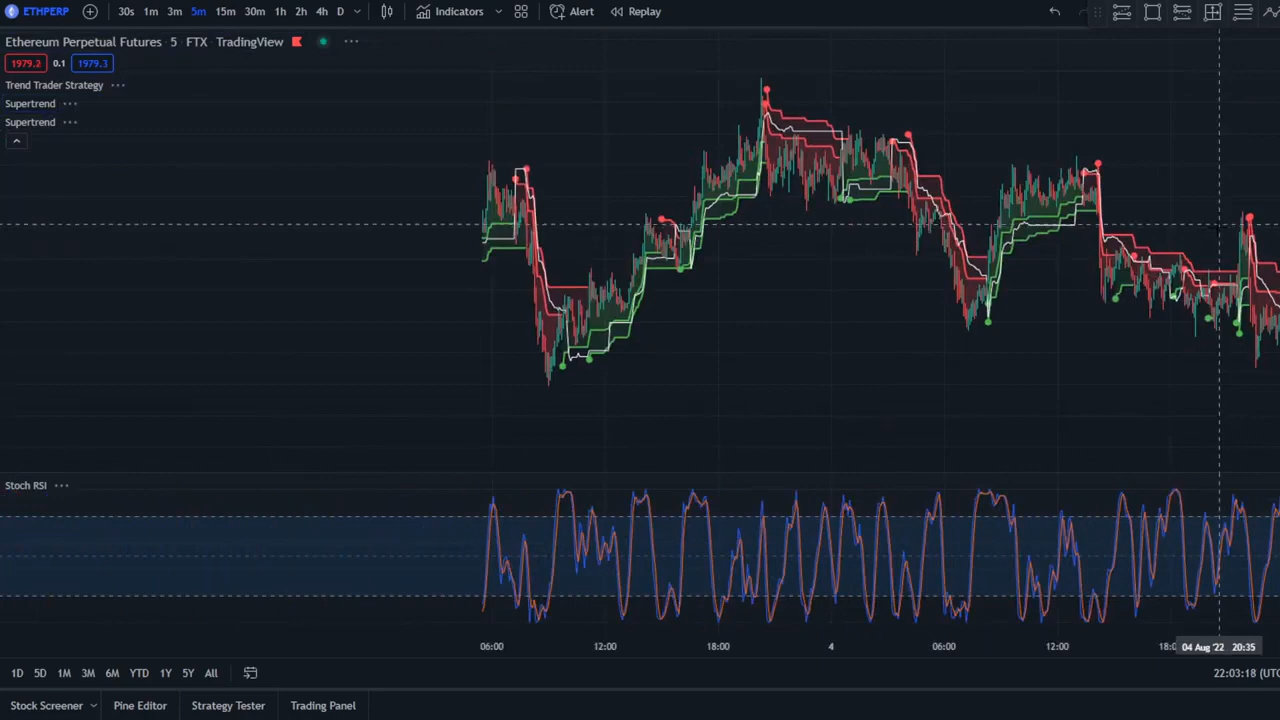 ETHPERP 30s 1m 3m 5m 15m 30m 1h 2h 4h D Indicators Alert Replay
Ethereum Perpetual Futures · 5 · FTX · TradingView
1979.2 0.1 1979.3
Trend Trader Strategy
Supertrend
Supertrend
Stoch RSI
06:00 12:00 18:00 4 06:00 12:00 18:0 04 Aug '22 20:35
1D 5D 1M 3M 6M YTD 1Y 5Y All 22:03:18 (UTC
Stock Screener Pine Editor Strategy Tester Trading Panel